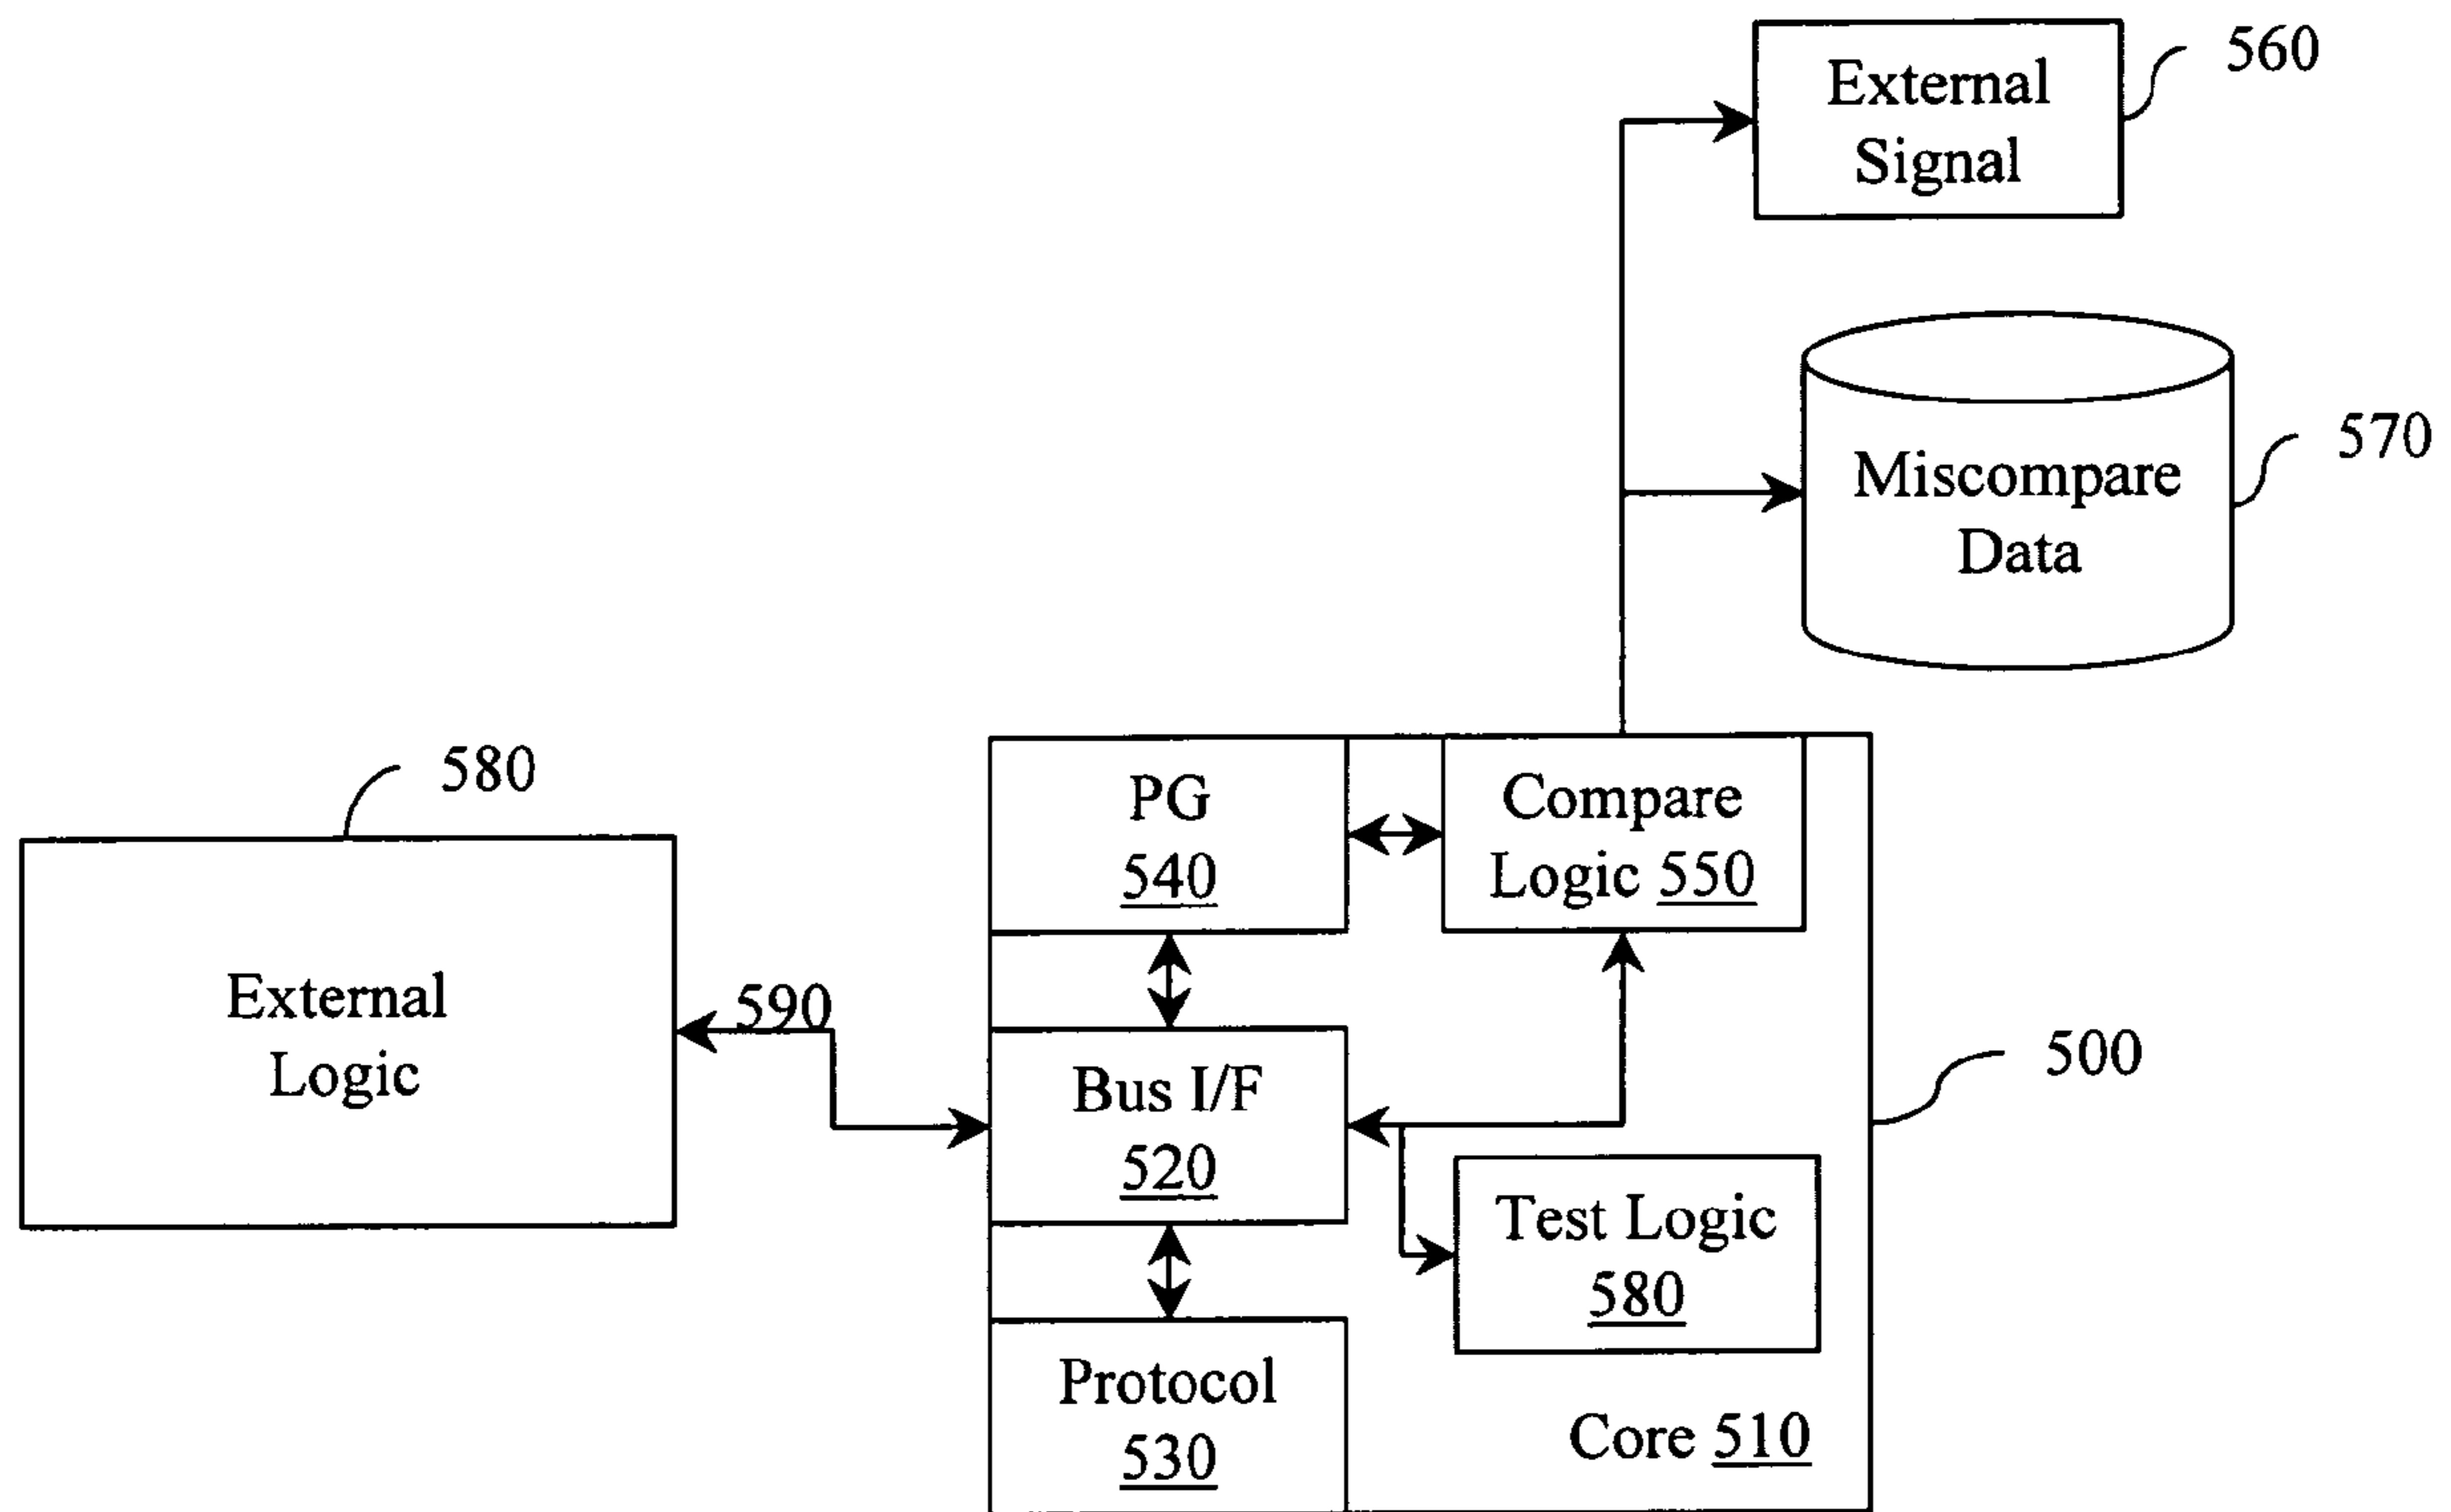 External
Signal
560
Miscompare
Data
570
580
External
Logic
590
PG
540
Compare
Logic 550
Bus I/F
520
500
Test Logic
580
Protocol
530
Core 510